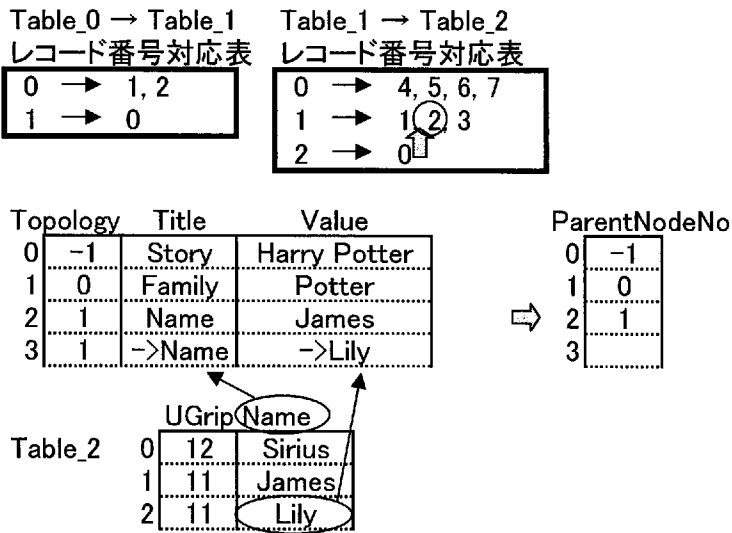 Table_0 → Table_1
レコード番号対応表
0 → 1, 2
1 → 0
Table_1 → Table_2
レコード番号対応表
0 → 4, 5, 6, 7
1 → 1, 2, 3
2 → 0
Topology Title Value
0 -1 Story Harry Potter
1 0 Family Potter
2 1 Name James
3 1 ->Name ->Lily
ParentNodeNo
0 -1
1 0
2 1
3
UGrip Name
Table_2 0 12 Sirius
1 11 James
2 11 Lily